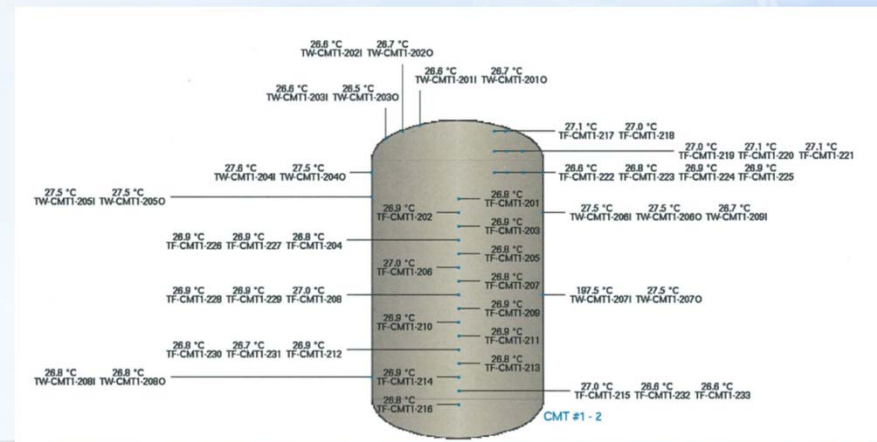 26.6 °C 26.7 °C
TW-CMT1-202I TW-CMT1-202O
26.6 °C 26.7 °C
TW-CMT1-201I TW-CMT1-201O
26.6 °C 26.5 °C
TW-CMT1-203I TW-CMT1-203O
27.1 °C 27.0 °C
TF-CMT1-217 TF-CMT1-218
27.0 °C 27.1 °C 27.1 °C
TF-CMT1-219 TF-CMT1-220 TF-CMT1-221
27.6 °C 27.5 °C
TW-CMT1-204I TW-CMT1-204O
26.6 °C 26.8 °C 26.9 °C 26.9 °C
TF-CMT1-222 TF-CMT1-223 TF-CMT1-224 TF-CMT1-225
27.5 °C 27.5 °C
TW-CMT1-205I TW-CMT1-205O
26.8 °C
TF-CMT1-201
26.9 °C
TF-CMT1-202
27.5 °C 27.5 °C 26.7 °C
TW-CMT1-206I TW-CMT1-206O TW-CMT1-209I
26.9 °C
TF-CMT1-203
26.9 °C 26.9 °C 26.8 °C
TF-CMT1-226 TF-CMT1-227 TF-CMT1-204
26.8 °C
TF-CMT1-205
27.0 °C
TF-CMT1-206
26.8 °C
TF-CMT1-207
26.9 °C 26.9 °C 27.0 °C
TF-CMT1-228 TF-CMT1-229 TF-CMT1-208
197.5 °C 27.5 °C
TW-CMT1-207I TW-CMT1-207O
26.9 °C
TF-CMT1-209
26.9 °C
TF-CMT1-210
26.9 °C
TF-CMT1-211
26.8 °C 26.7 °C 26.9 °C
TF-CMT1-230 TF-CMT1-231 TF-CMT1-212
26.8 °C
TF-CMT1-213
26.8 °C 26.8 °C
TW-CMT1-208I TW-CMT1-208O
26.9 °C
TF-CMT1-214
27.0 °C 26.6 °C 26.6 °C
TF-CMT1-215 TF-CMT1-232 TF-CMT1-233
26.8 °C
TF-CMT1-216
CMT #1 - 2